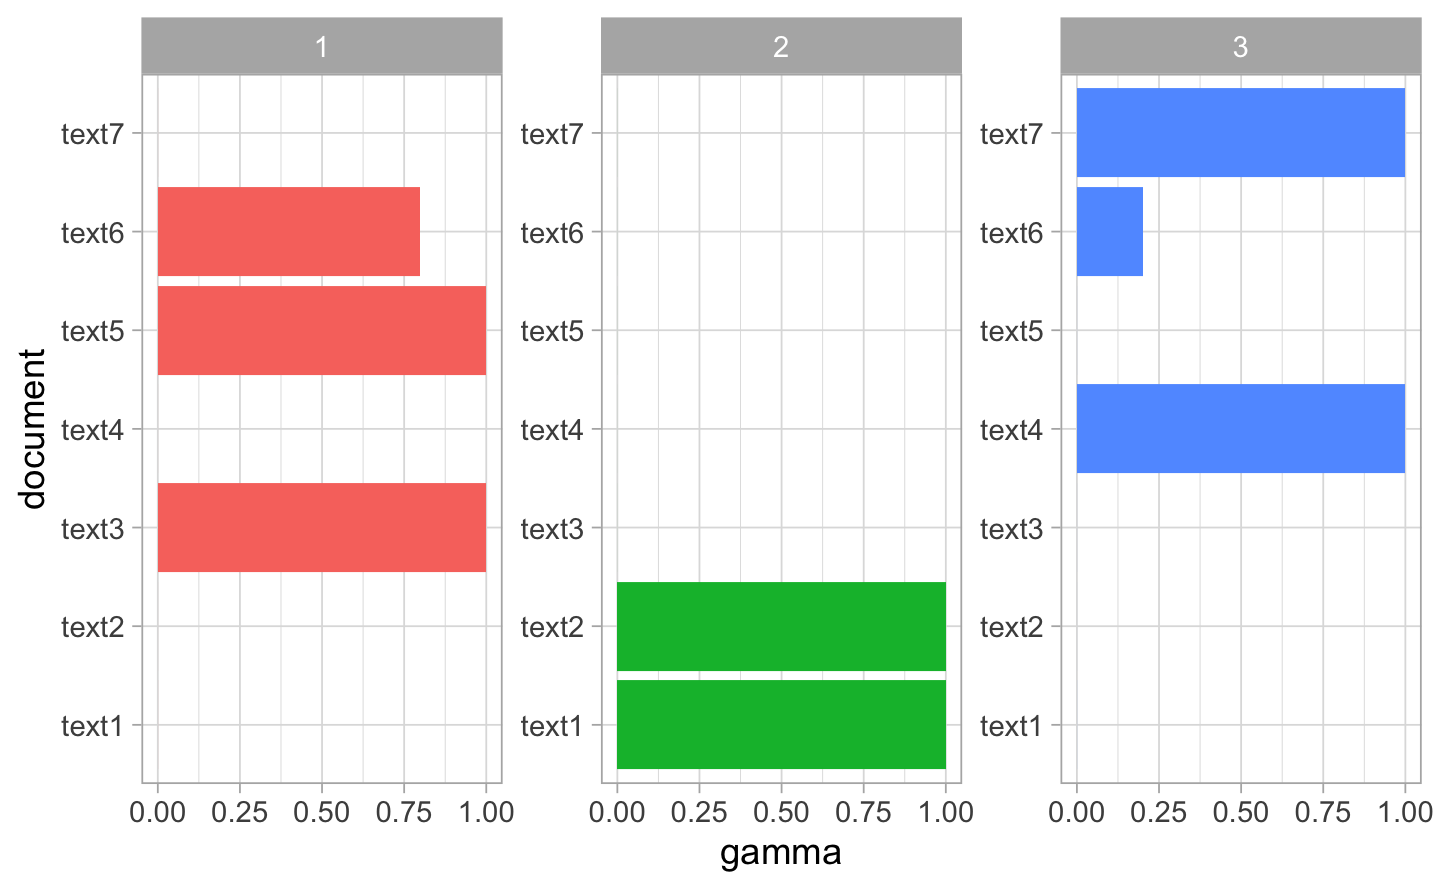 1 2 3
text7 text7 text7
text6 text6 text6
text5 text5 text5
text4 text4 text4
text3 text3 text3
text2 text2 text2
text1 text1 text1
document
0.00 0.25 0.50 0.75 1.00 0.00 0.25 0.50 0.75 1.00 0.00 0.25 0.50 0.75 1.00
gamma